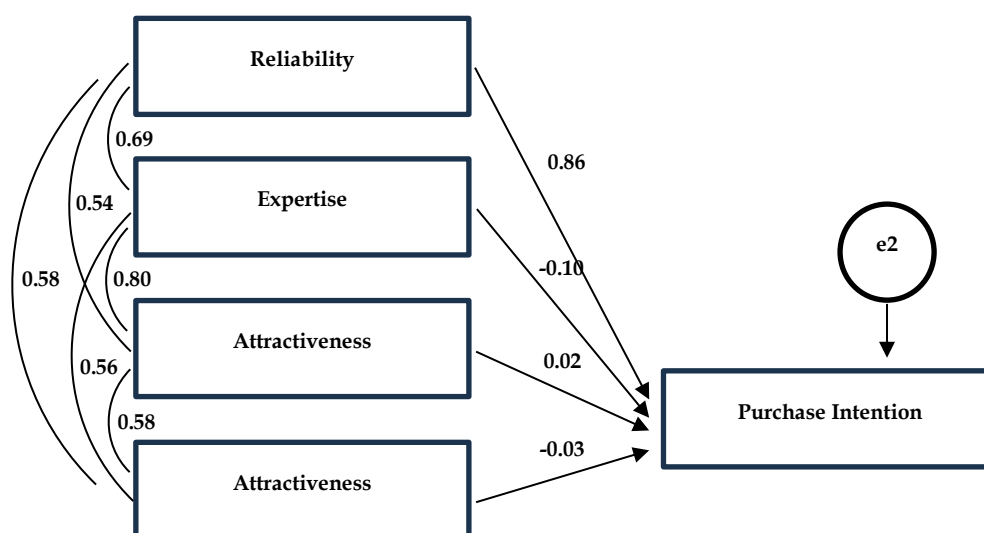 Reliability
0.69
0.86
Expertise
0.54
e2
-0.10
0.58
0.80
Attractiveness
0.02
0.56
Purchase Intention
0.58
-0.03
Attractiveness